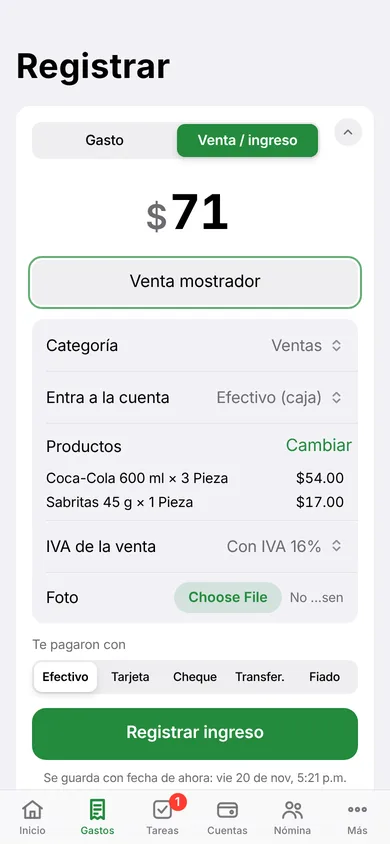 Registrar
Gasto
Venta / ingreso
$71
Venta mostrador
Categoría
Ventas
Entra a la cuenta
Efectivo (caja)
Productos
Cambiar
Coca-Cola 600 ml × 3 Pieza
$54.00
Sabritas 45 g × 1 Pieza
$17.00
IVA de la venta
Con IVA 16%
Foto
Choose File
No ...sen
Te pagaron con
Efectivo
Tarjeta
Cheque
Transfer.
Fiado
Registrar ingreso
Se guarda con fecha de ahora: vie 20 de nov, 5:21 p.m.
1
Inicio
Gastos
Tareas
Cuentas
Nómina
Más